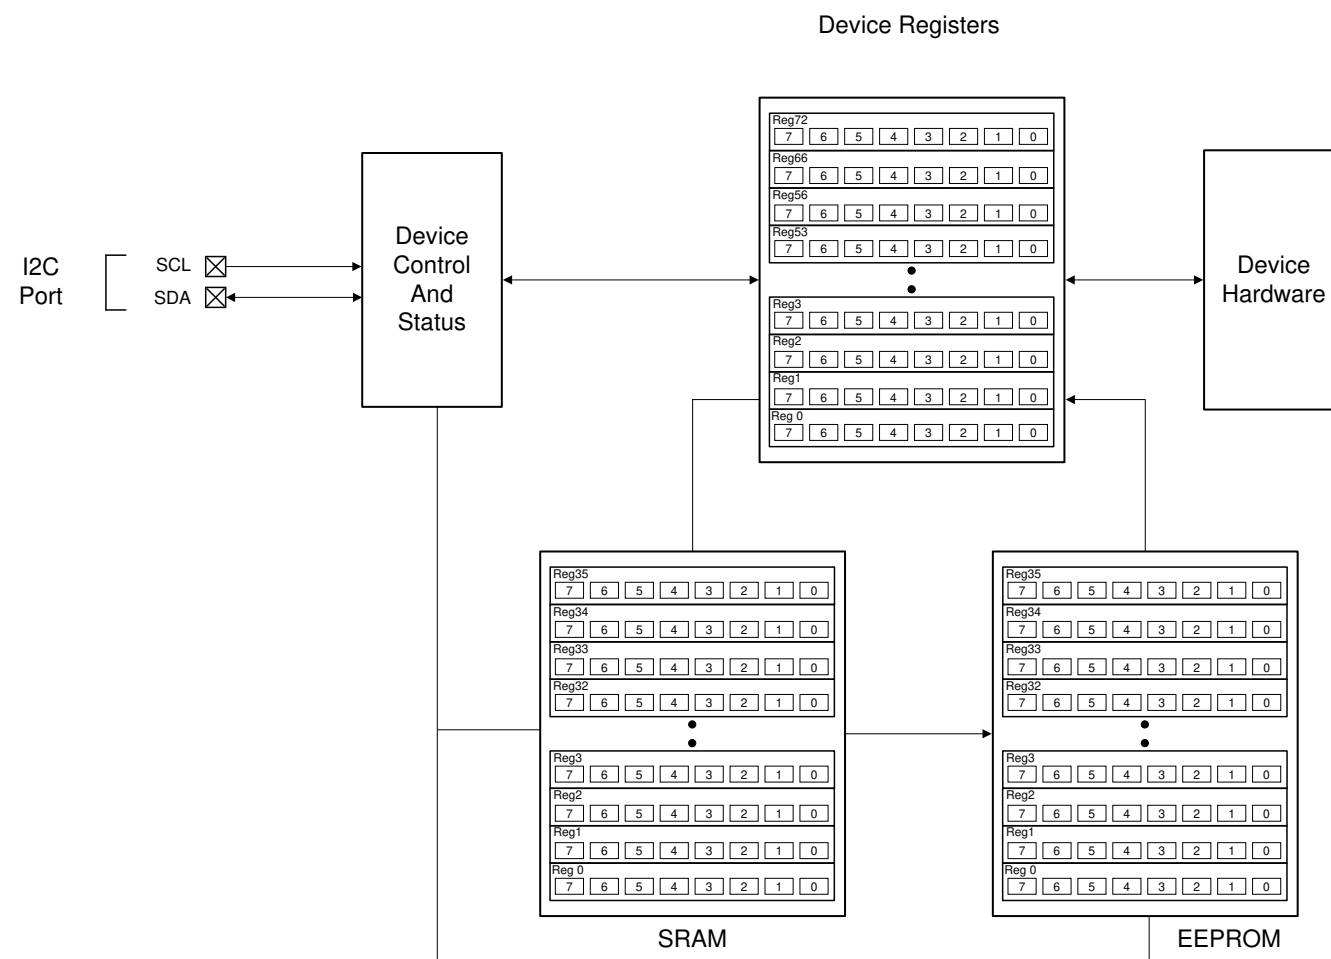 Device Registers
Reg72
7 6 5 4 3 2 1 0
Reg66
7 6 5 4 3 2 1 0
Reg56
7 6 5 4 3 2 1 0
Reg53
7 6 5 4 3 2 1 0
Reg3
7 6 5 4 3 2 1 0
Reg2
7 6 5 4 3 2 1 0
Reg1
7 6 5 4 3 2 1 0
Reg 0
7 6 5 4 3 2 1 0
I2C
Port
SCL
SDA
Device
Control
And
Status
Device
Hardware
Reg35
7 6 5 4 3 2 1 0
Reg34
7 6 5 4 3 2 1 0
Reg33
7 6 5 4 3 2 1 0
Reg32
7 6 5 4 3 2 1 0
Reg3
7 6 5 4 3 2 1 0
Reg2
7 6 5 4 3 2 1 0
Reg1
7 6 5 4 3 2 1 0
Reg 0
7 6 5 4 3 2 1 0
SRAM
Reg35
7 6 5 4 3 2 1 0
Reg34
7 6 5 4 3 2 1 0
Reg33
7 6 5 4 3 2 1 0
Reg32
7 6 5 4 3 2 1 0
Reg3
7 6 5 4 3 2 1 0
Reg2
7 6 5 4 3 2 1 0
Reg1
7 6 5 4 3 2 1 0
Reg 0
7 6 5 4 3 2 1 0
EEPROM